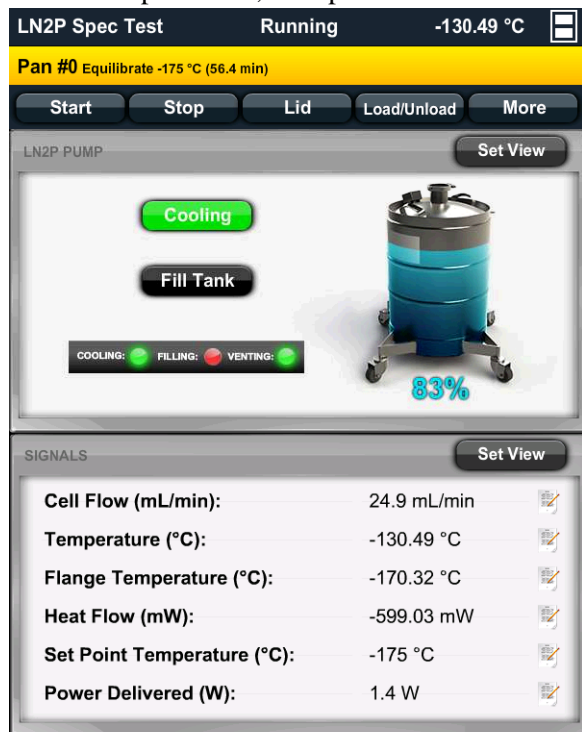 LN2P Spec Test Running -130.49 °C
Pan #0 Equilibrate -175 °C (56.4 min)
Start Stop Lid Load/Unload More
LN2P PUMP Set View
Cooling
Fill Tank
COOLING: FILLING: VENTING:
83%
SIGNALS Set View
Cell Flow (mL/min): 24.9 mL/min
Temperature (°C): -130.49 °C
Flange Temperature (°C): -170.32 °C
Heat Flow (mW): -599.03 mW
Set Point Temperature (°C): -175 °C
Power Delivered (W): 1.4 W